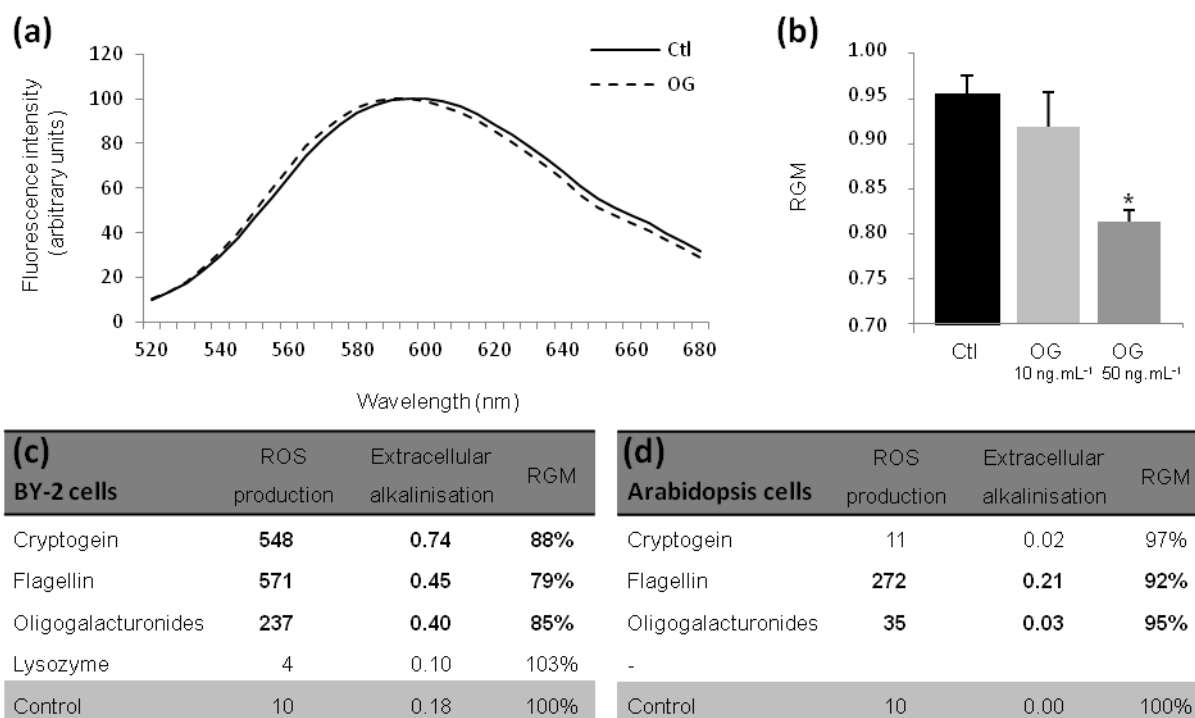 (a)
120
100
80
60
40
20
0
Fluorescence intensity
(arbitrary units)
Ctl
OG
520 540 560 580 600 620 640 660 680
Wavelength (nm)
(b)
1.00
0.95
0.90
0.85
0.80
0.75
0.70
RGM
*
Ctl OG OG
10 ng.mL⁻¹ 50 ng.mL⁻¹
(c) ROS Extracellular RGM
BY-2 cells production alkalinisation
Cryptogein 548 0.74 88%
Flagellin 571 0.45 79%
Oligogalacturonides 237 0.40 85%
Lysozyme 4 0.10 103%
Control 10 0.18 100%
(d) ROS Extracellular RGM
Arabidopsis cells production alkalinisation
Cryptogein 11 0.02 97%
Flagellin 272 0.21 92%
Oligogalacturonides 35 0.03 95%
-
Control 10 0.00 100%